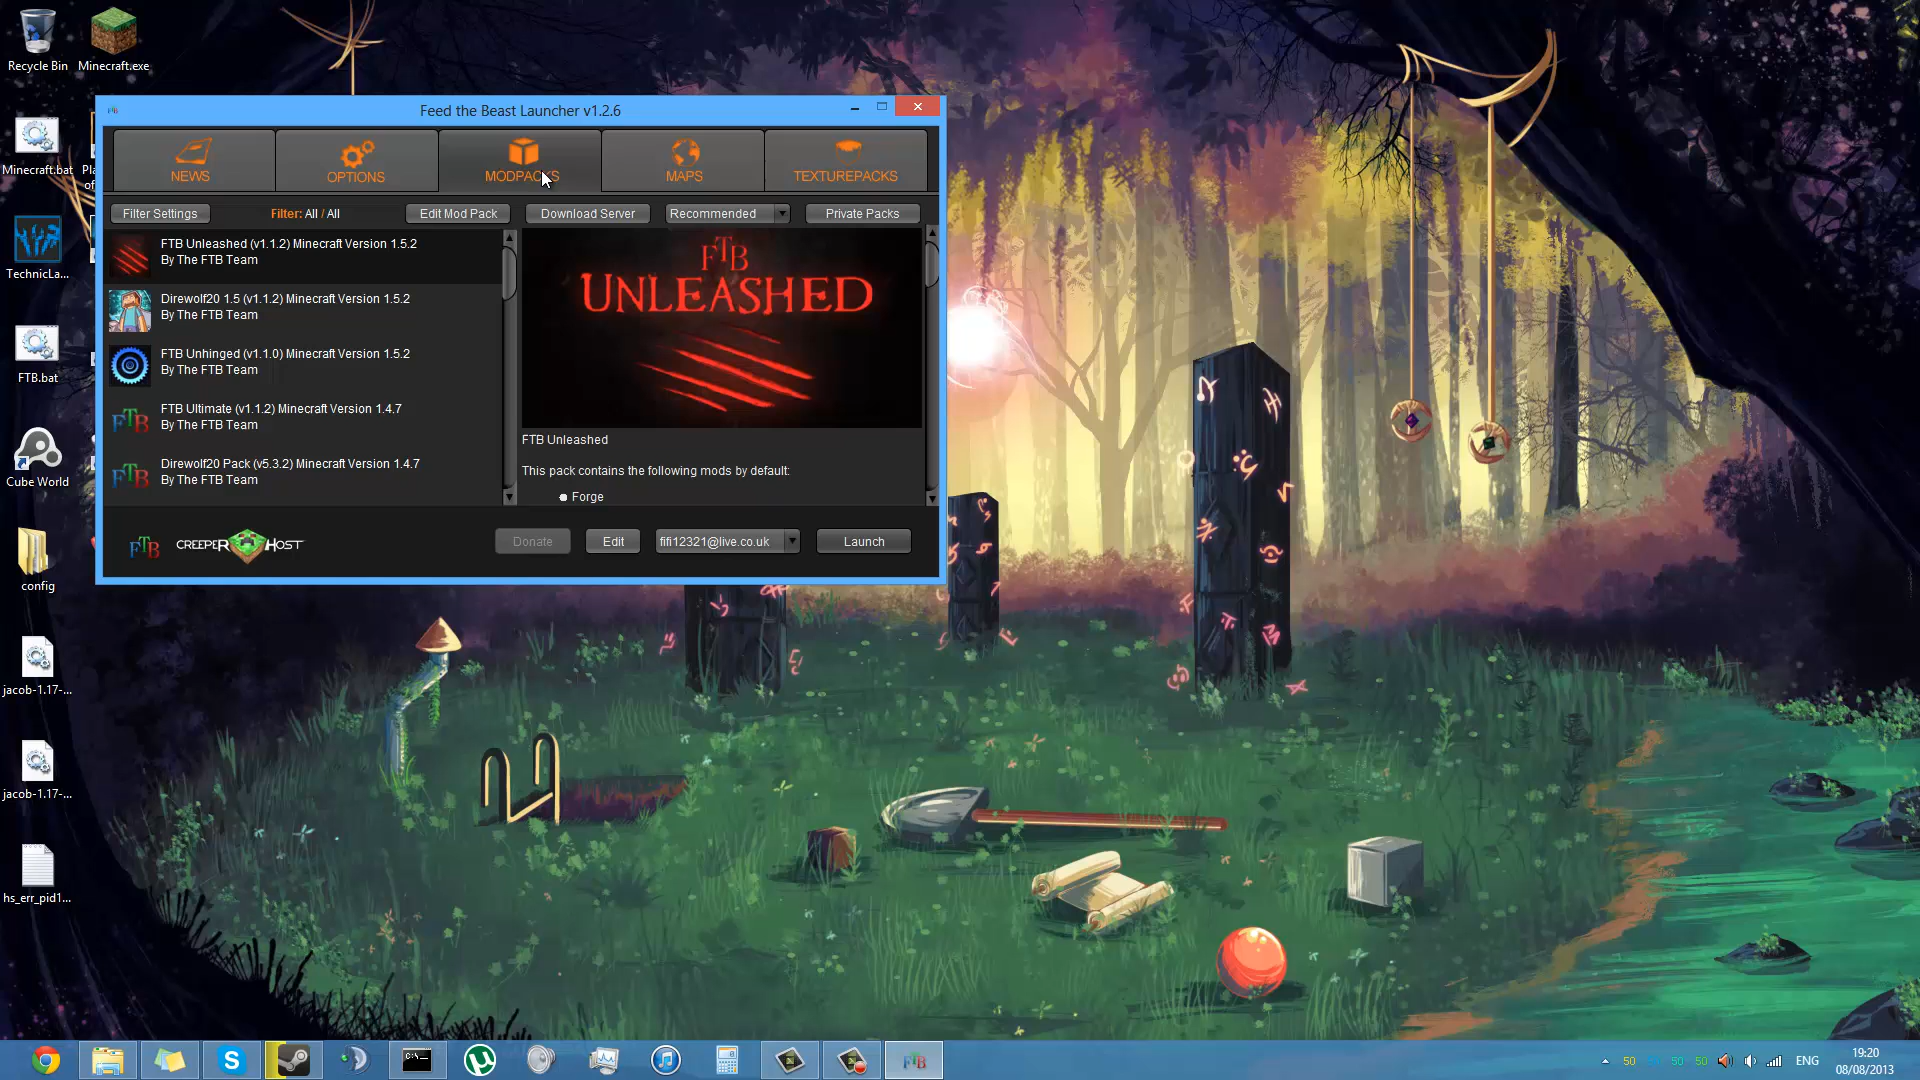 Recycle Bin
Minecraft.exe
Minecraft.bat
TechnicLa...
FTB.bat
Cube World
config
jacob-1.17-...
jacob-1.17-...
hs_err_pid1...
Feed the Beast Launcher v1.2.6
NEWS
OPTIONS
MODPACKS
MAPS
TEXTUREPACKS
Filter Settings
Filter: All / All
Edit Mod Pack
Download Server
Recommended
Private Packs
FTB Unleashed (v1.1.2) Minecraft Version 1.5.2
By The FTB Team
Direwolf20 1.5 (v1.1.2) Minecraft Version 1.5.2
By The FTB Team
FTB Unhinged (v1.1.0) Minecraft Version 1.5.2
By The FTB Team
FTB Ultimate (v1.1.2) Minecraft Version 1.4.7
By The FTB Team
Direwolf20 Pack (v5.3.2) Minecraft Version 1.4.7
By The FTB Team
FTB
UNLEASHED
FTB Unleashed
This pack contains the following mods by default:
Forge
FTB
CREEPER HOST
Donate
Edit
fifi12321@live.co.uk
Launch
FTB
50
50
50
ENG
19:20
08/08/2013